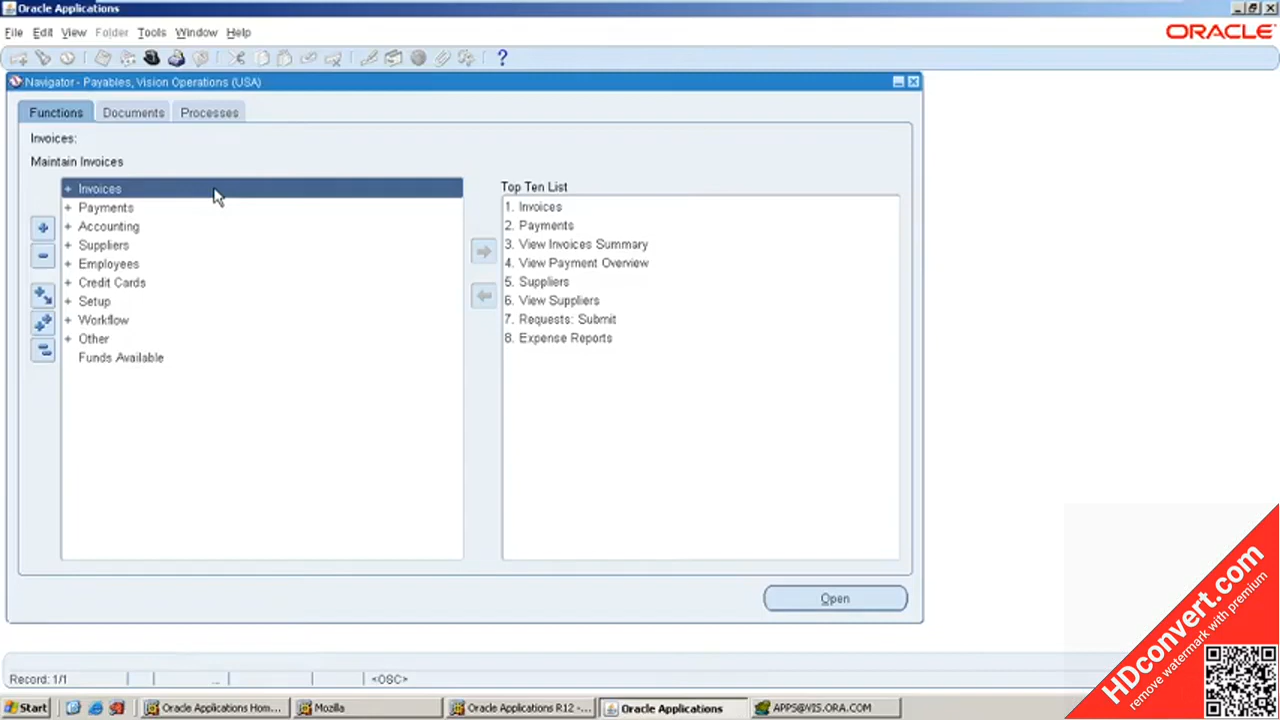 Oracle Applications
File Edit View Folder Tools Window Help
ORACLE
?
Navigator - Payables, Vision Operations (USA)
Functions Documents Processes
Invoices:
Maintain Invoices
+ Invoices
+ Payments
+ Accounting
+ Suppliers
+ Employees
+ Credit Cards
+ Setup
+ Workflow
+ Other
Funds Available
Top Ten List
1. Invoices
2. Payments
3. View Invoices Summary
4. View Payment Overview
5. Suppliers
6. View Suppliers
7. Requests: Submit
8. Expense Reports
Open
Record: 1/1 ... <OSC>
Start Oracle Applications Hom... Mozilla Oracle Applications R12 -... Oracle Applications APPS@VIS.ORA.COM
HDconvert.com
remove watermark with premium